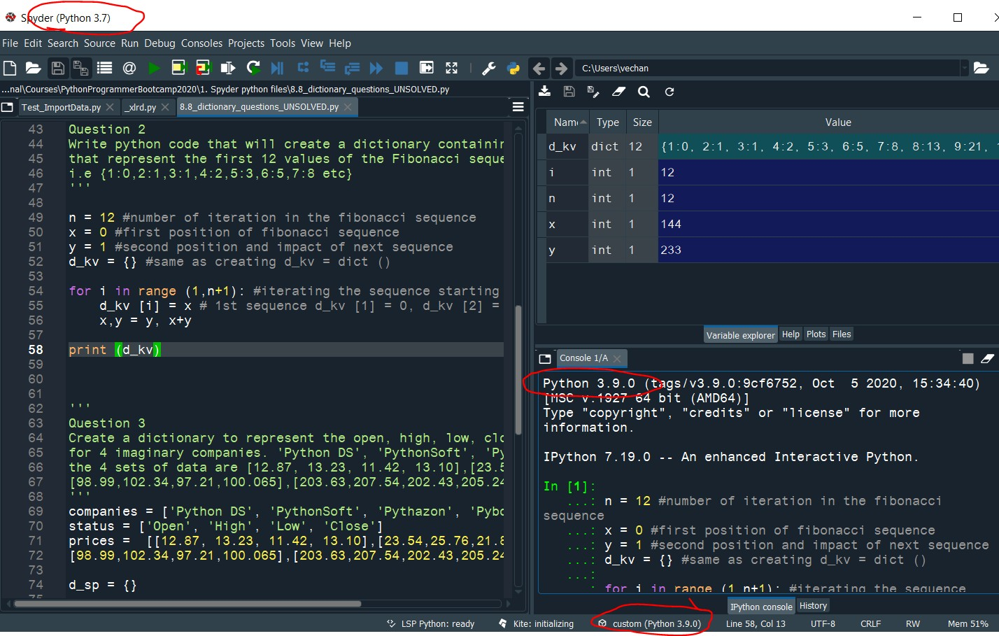 Spyder (Python 3.7)
File Edit Search Source Run Debug Consoles Projects Tools View Help
C:\Users\vechan
...nal\Courses\PythonProgrammerBootcamp2020\1. Spyder python files\8.8_dictionary_questions_UNSOLVED.py
Test_ImportData.py _xlrd.py 8.8_dictionary_questions_UNSOLVED.py
43 Question 2
44 Write python code that will create a dictionary containin
45 that represent the first 12 values of the Fibonacci seque
46 i.e {1:0,2:1,3:1,4:2,5:3,6:5,7:8 etc}
47 '''
48
49 n = 12 #number of iteration in the fibonacci sequence
50 x = 0 #first position of fibonacci sequence
51 y = 1 #second position and impact of next sequence
52 d_kv = {} #same as creating d_kv = dict ()
53
54 for i in range (1,n+1): #iterating the sequence starting
55 d_kv [i] = x # 1st sequence d_kv [1] = 0, d_kv [2] =
56 x,y = y, x+y
57
58 print (d_kv)
59
60
61
62 '''
63 Question 3
64 Create a dictionary to represent the open, high, low, clo
65 for 4 imaginary companies. 'Python DS', 'PythonSoft', 'Py
66 the 4 sets of data are [12.87, 13.23, 11.42, 13.10],[23.5
67 [98.99,102.34,97.21,100.065],[203.63,207.54,202.43,205.24
68 '''
69 companies = ['Python DS', 'PythonSoft', 'Pythazon', 'Pybo
70 status = ['Open', 'High', 'Low', 'Close']
71 prices = [[12.87, 13.23, 11.42, 13.10],[23.54,25.76,21.8
72 [98.99,102.34,97.21,100.065],[203.63,207.54,202.43,205.24
73
74 d_sp = {}
75
Name Type Size Value
d_kv dict 12 {1:0, 2:1, 3:1, 4:2, 5:3, 6:5, 7:8, 8:13, 9:21, 1
i int 1 12
n int 1 12
x int 1 144
y int 1 233
Variable explorer Help Plots Files
Console 1/A
Python 3.9.0 (tags/v3.9.0:9cf6752, Oct  5 2020, 15:34:40)
[MSC v.1927 64 bit (AMD64)]
Type "copyright", "credits" or "license" for more
information.
IPython 7.19.0 -- An enhanced Interactive Python.
In [1]:
...: n = 12 #number of iteration in the fibonacci
sequence
...: x = 0 #first position of fibonacci sequence
...: y = 1 #second position and impact of next sequence
...: d_kv = {} #same as creating d_kv = dict ()
...:
...: for i in range (1,n+1): #iterating the sequence
IPython console History
LSP Python: ready Kite: initializing custom (Python 3.9.0) Line 58, Col 13 UTF-8 CRLF RW Mem 51%